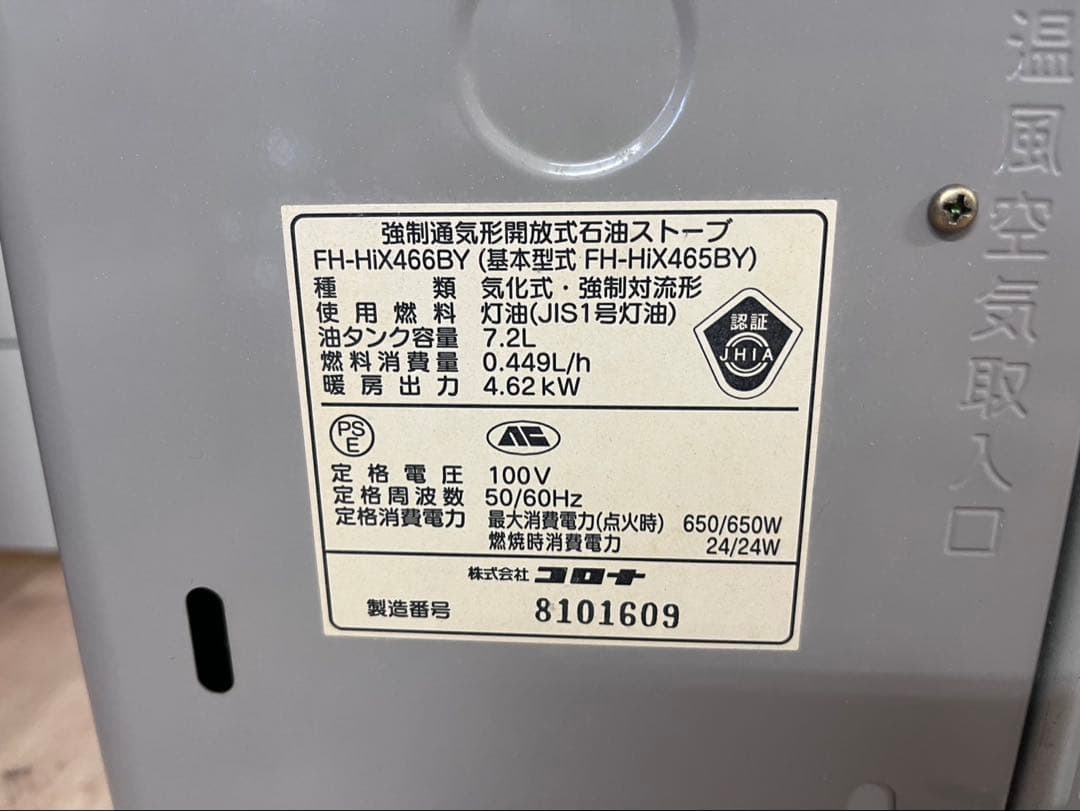 強制通気形開放式石油ストーブ
FH-HiX466BY (基本型式 FH-HiX465BY)
種類 気化式・強制対流形
使用燃料 灯油(JIS1号灯油)
油タンク容量 7.2L
燃料消費量 0.449L/h
暖房出力 4.62kW
認証
JHIA
PS
E
定格電圧 100V
定格周波数 50/60Hz
定格消費電力 最大消費電力(点火時) 650/650W
燃焼時消費電力 24/24W
株式会社 コロナ
製造番号 8101609
温風空気取入口